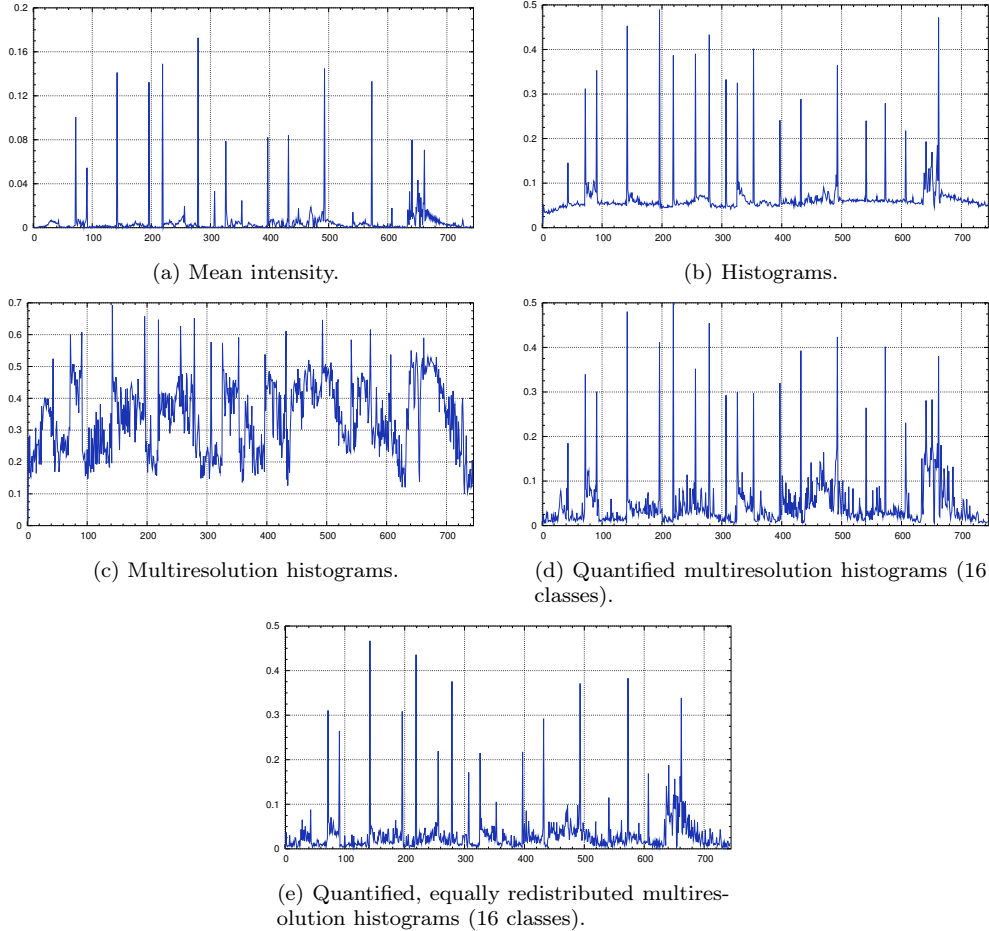 0.2
0.16
0.12
0.08
0.04
0
0 100 200 300 400 500 600 700
(a) Mean intensity.
0.5
0.4
0.3
0.2
0.1
0
0 100 200 300 400 500 600 700
(b) Histograms.
0.7
0.6
0.5
0.4
0.3
0.2
0.1
0
0 100 200 300 400 500 600 700
(c) Multiresolution histograms.
0.5
0.4
0.3
0.2
0.1
0
0 100 200 300 400 500 600 700
(d) Quantified multiresolution histograms (16
classes).
0.5
0.4
0.3
0.2
0.1
0
0 100 200 300 400 500 600 700
(e) Quantified, equally redistributed multires-
olution histograms (16 classes).